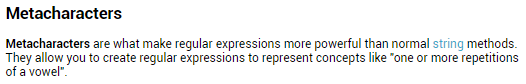 Metacharacters
Metacharacters are what make regular expressions more powerful than normal string methods.
They allow you to create regular expressions to represent concepts like "one or more repetitions
of a vowel".